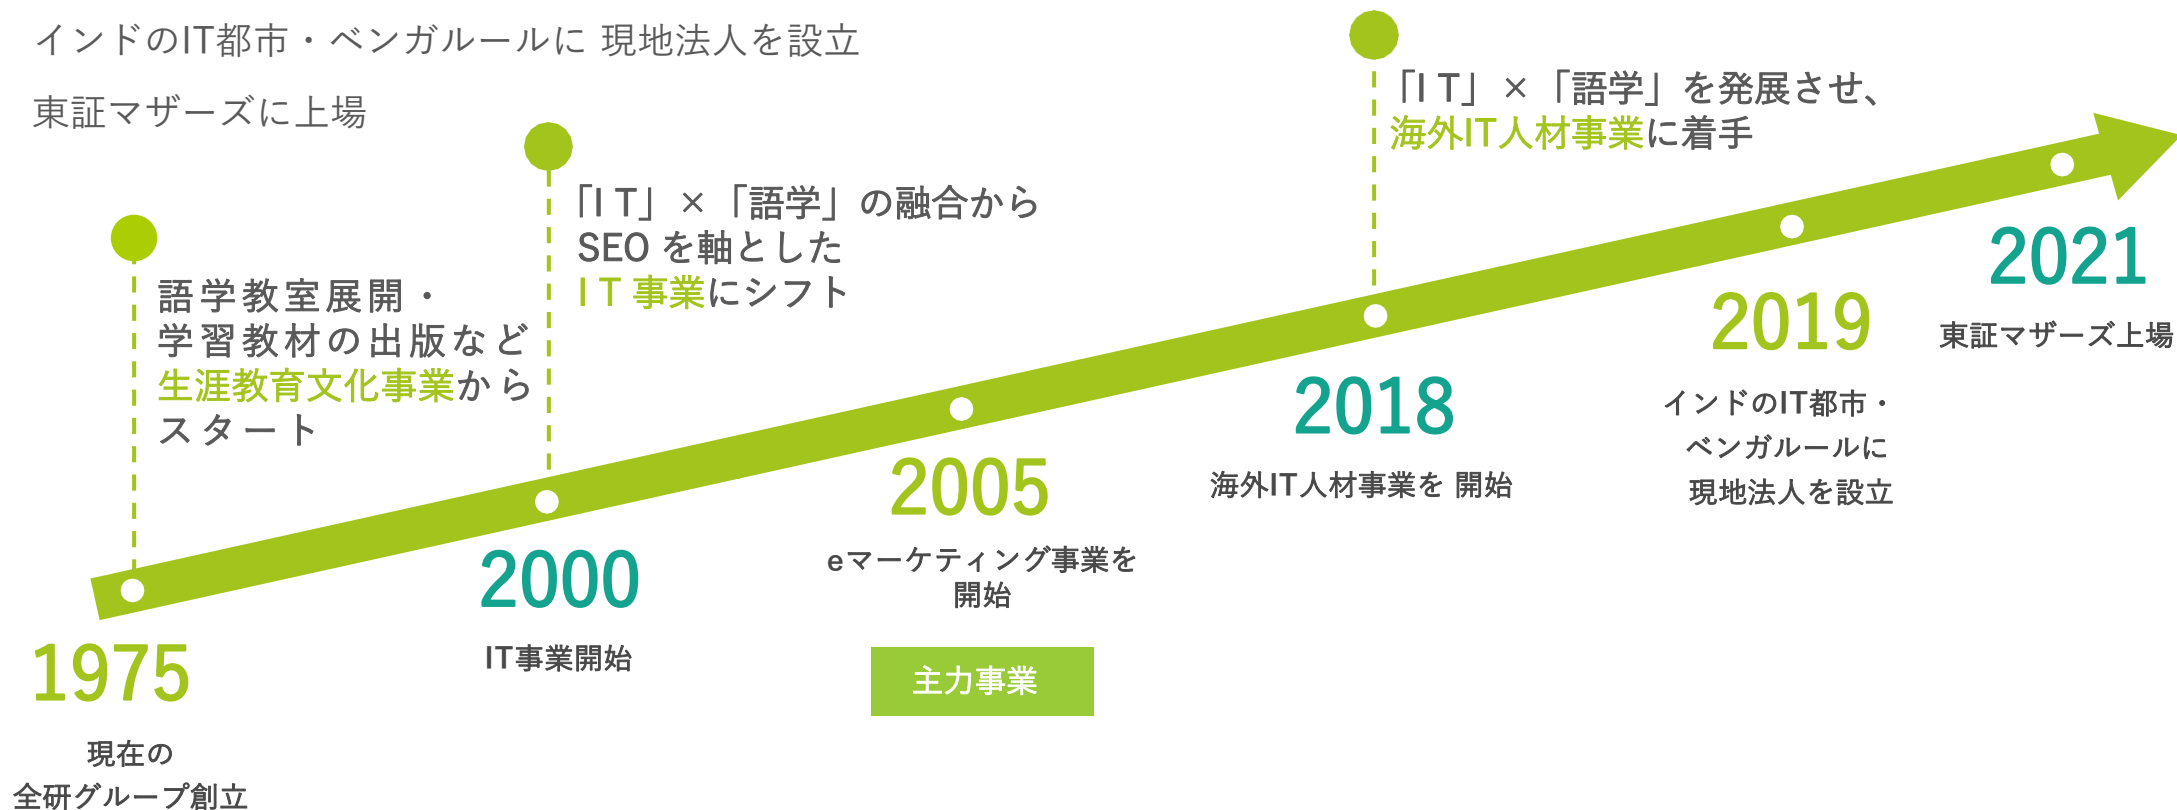 インドのIT都市・ベンガルールに 現地法人を設立
東証マザーズに上場
語学教室展開・
学習教材の出版など
生涯教育文化事業から
スタート
「IT」×「語学」の融合から
SEO を軸とした
IT 事業にシフト
「IT」×「語学」を発展させ、
海外IT人材事業に着手
1975
現在の
全研グループ創立
2000
IT事業開始
2005
eマーケティング事業を
開始
主力事業
2018
海外IT人材事業を 開始
2019
インドのIT都市・
ベンガルールに
現地法人を設立
2021
東証マザーズ上場